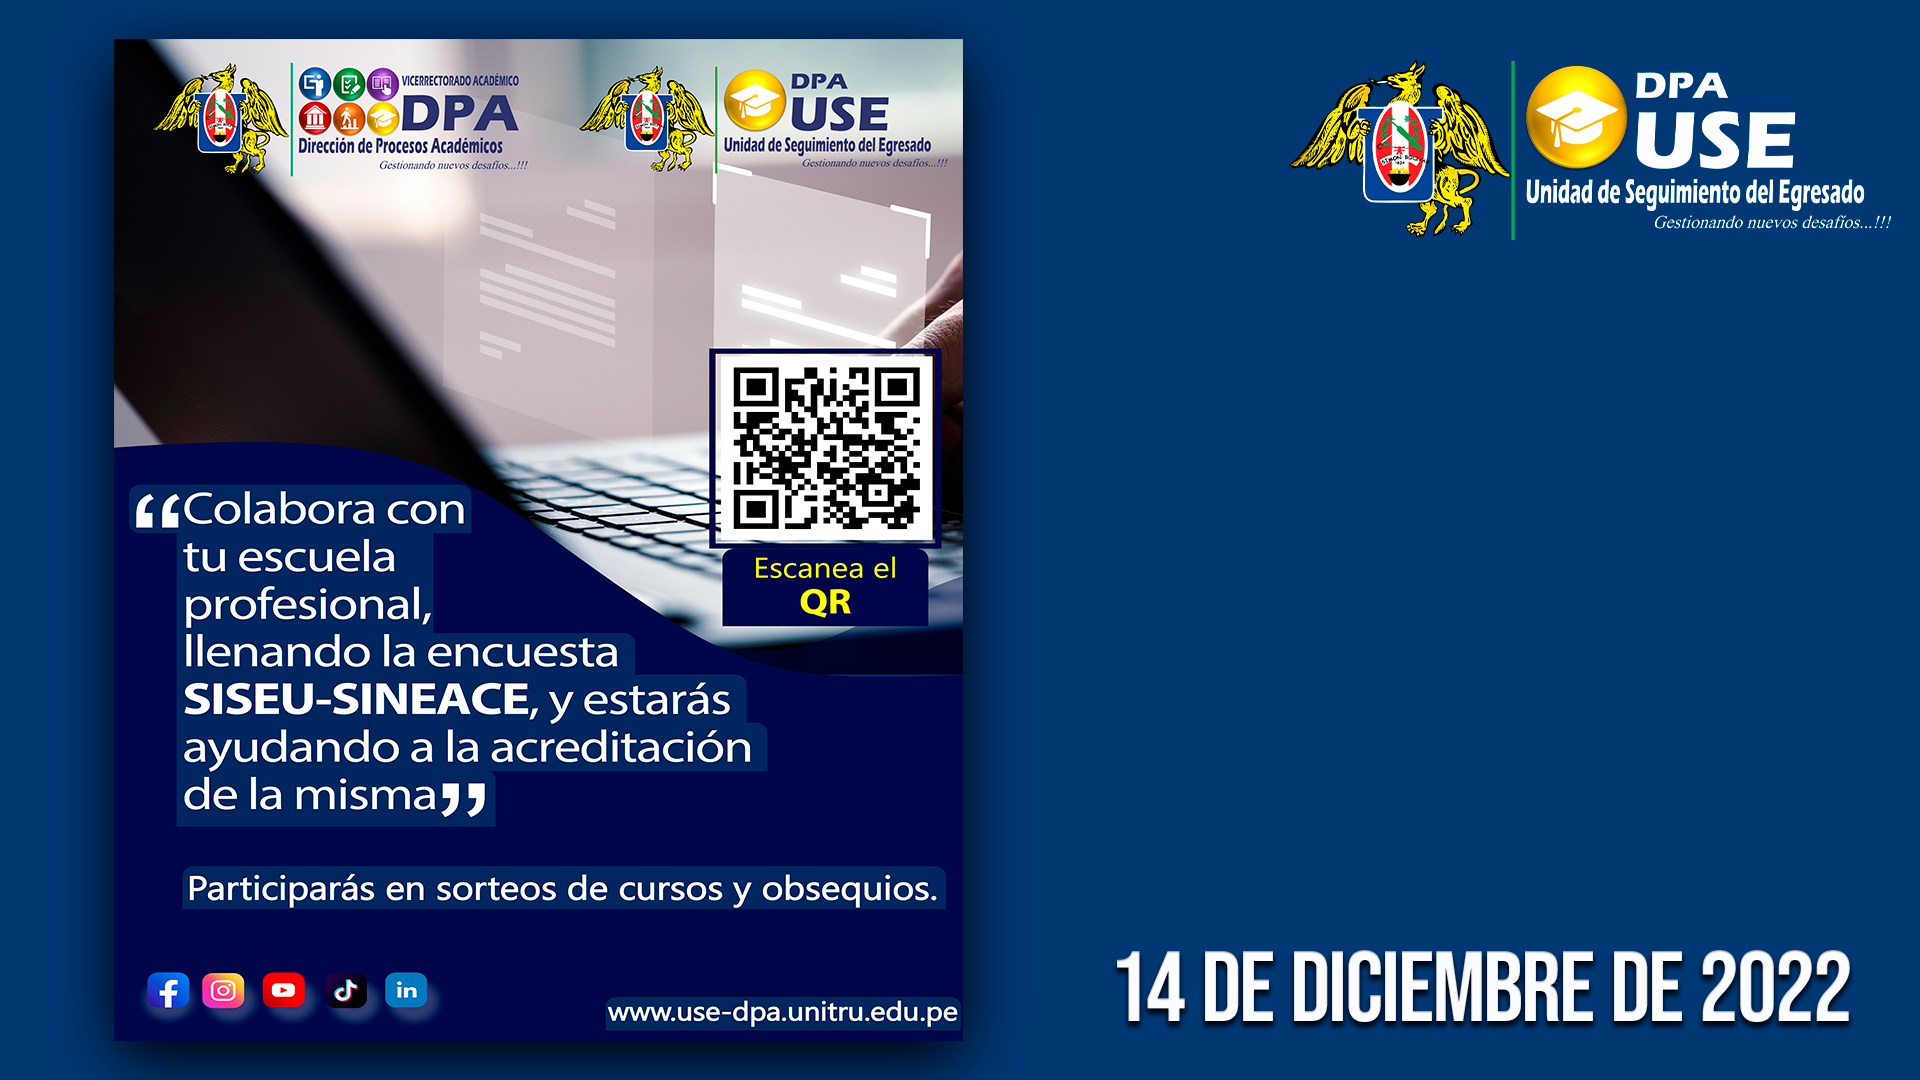 VICERRECTORADO ACADÉMICO
DPA
Dirección de Procesos Académicos
Gestionando nuevos desafíos...!!!
DPA
USE
Unidad de Seguimiento del Egresado
Gestionando nuevos desafíos...!!!
Escanea el
QR
“Colabora con
tu escuela
profesional,
llenando la encuesta
SISEU-SINEACE, y estarás
ayudando a la acreditación
de la misma”
Participarás en sorteos de cursos y obsequios.
www.use-dpa.unitru.edu.pe
DPA
USE
Unidad de Seguimiento del Egresado
Gestionando nuevos desafíos...!!!
14 DE DICIEMBRE DE 2022